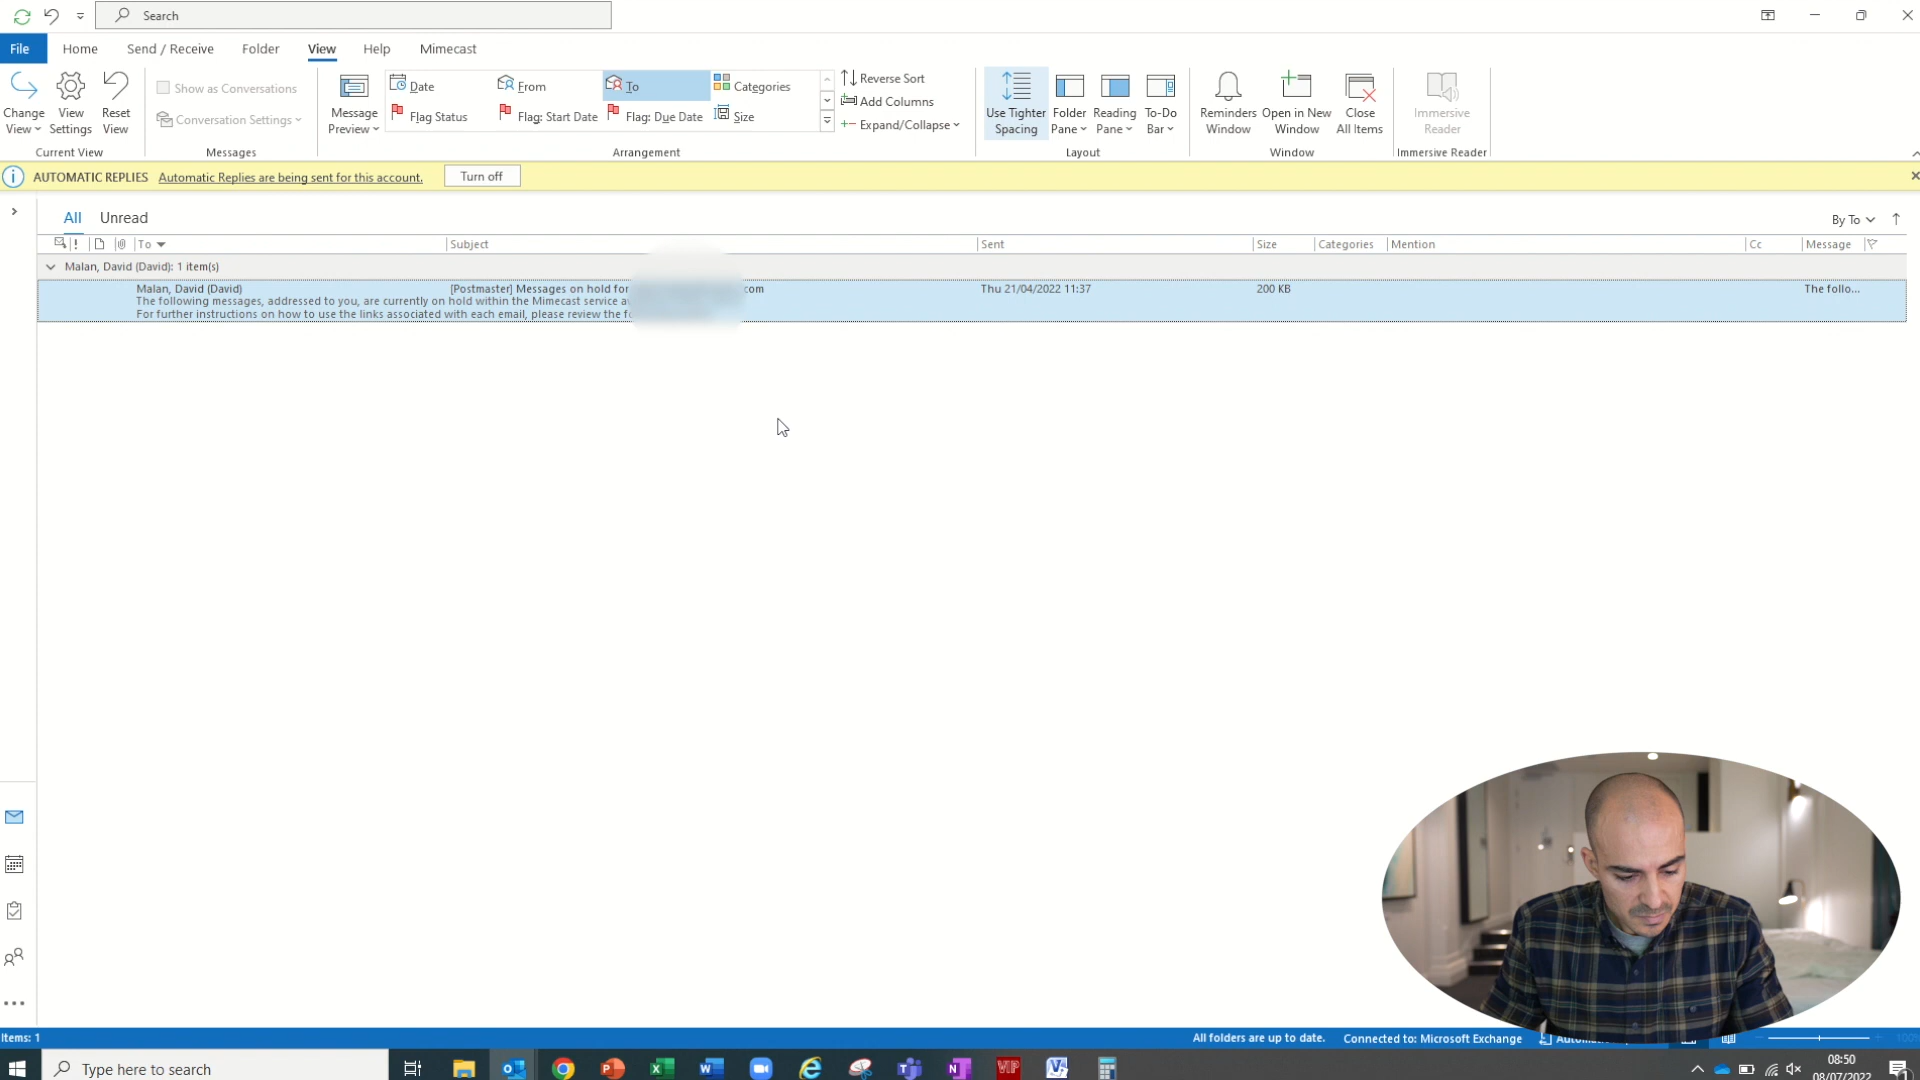 Search
File Home Send / Receive Folder View Help Mimecast
Change View
View Settings
Reset View
Current View
Show as Conversations
Conversation Settings
Messages
Message Preview
Date From To Categories
Flag Status Flag: Start Date Flag: Due Date Size
Reverse Sort
Add Columns
Expand/Collapse
Arrangement
Use Tighter Spacing
Folder Pane
Reading Pane
To-Do Bar
Layout
Reminders Window
Open in New Window
Close All Items
Window
Immersive Reader
Immersive Reader
AUTOMATIC REPLIES Automatic Replies are being sent for this account. Turn off
All Unread
By To
! To Subject Sent Size Categories Mention Cc Message
Malan, David (David): 1 item(s)
Malan, David (David) [Postmaster] Messages on hold for com Thu 21/04/2022 11:37 200 KB The follo...
The following messages, addressed to you, are currently on hold within the Mimecast service
For further instructions on how to use the links associated with each email, please review the
Items: 1
All folders are up to date. Connected to: Microsoft Exchange
Type here to search
VIP
08:50
08/07/2022
1